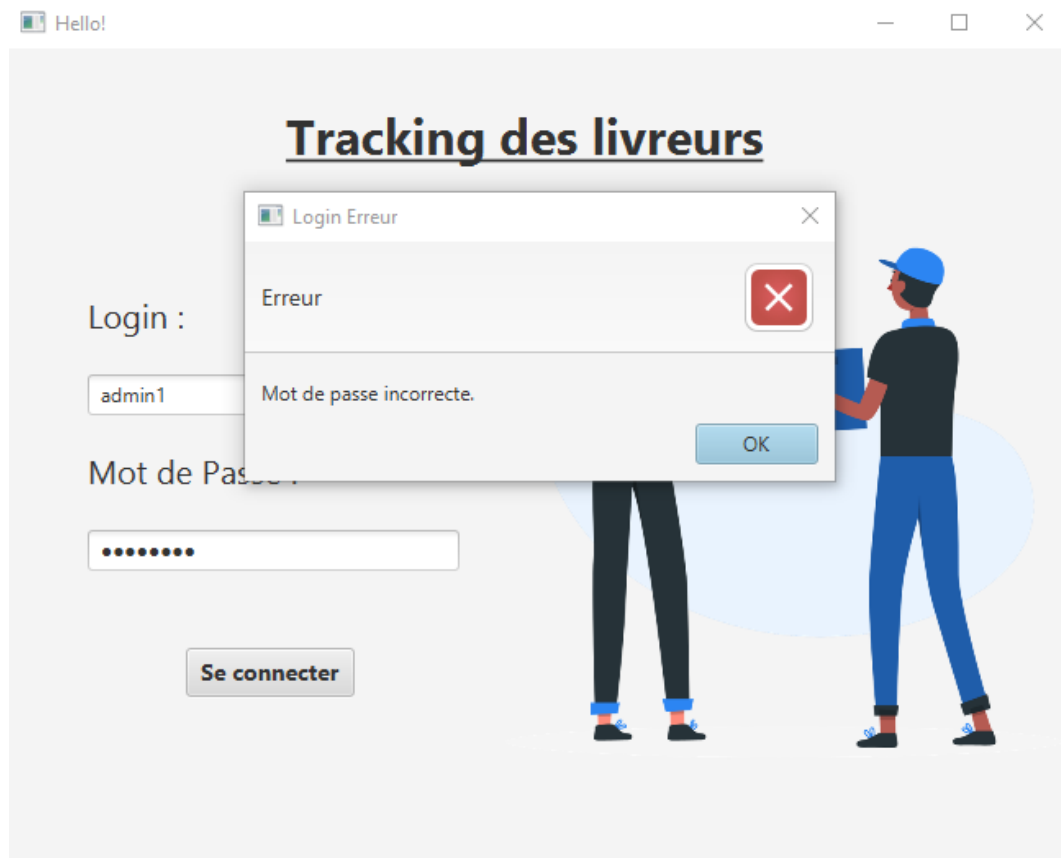 Hello!
Tracking des livreurs
Login Erreur
Erreur
Login :
admin1
Mot de passe incorrecte.
OK
Mot de Passe :
••••••••
Se connecter